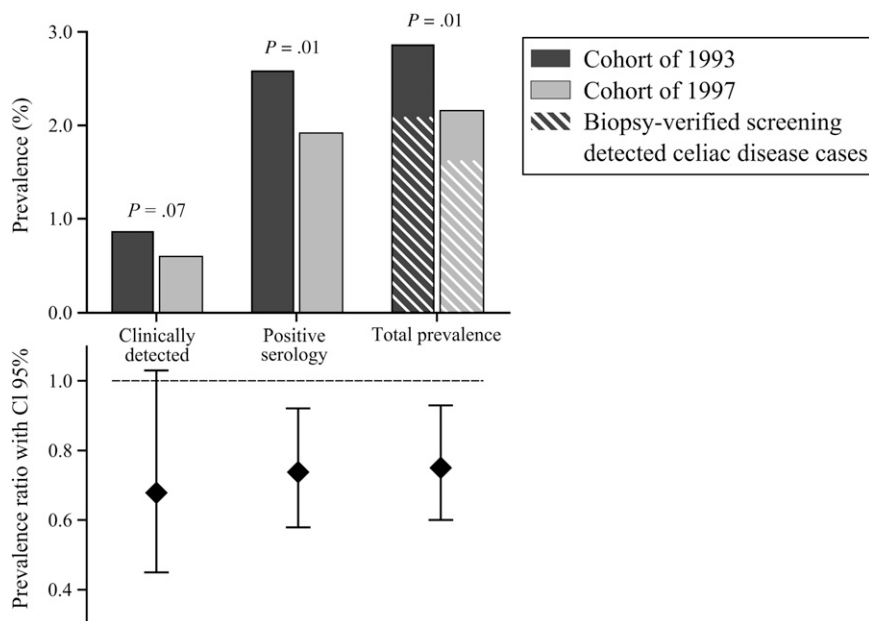 P = .01
P = .01
P = .07
Prevalence (%)
3.0
2.0
1.0
0.0
Cohort of 1993
Cohort of 1997
Biopsy-verified screening
detected celiac disease cases
Clinically
detected
Positive
serology
Total prevalence
Prevalence ratio with CI 95%
1.0
0.8
0.6
0.4